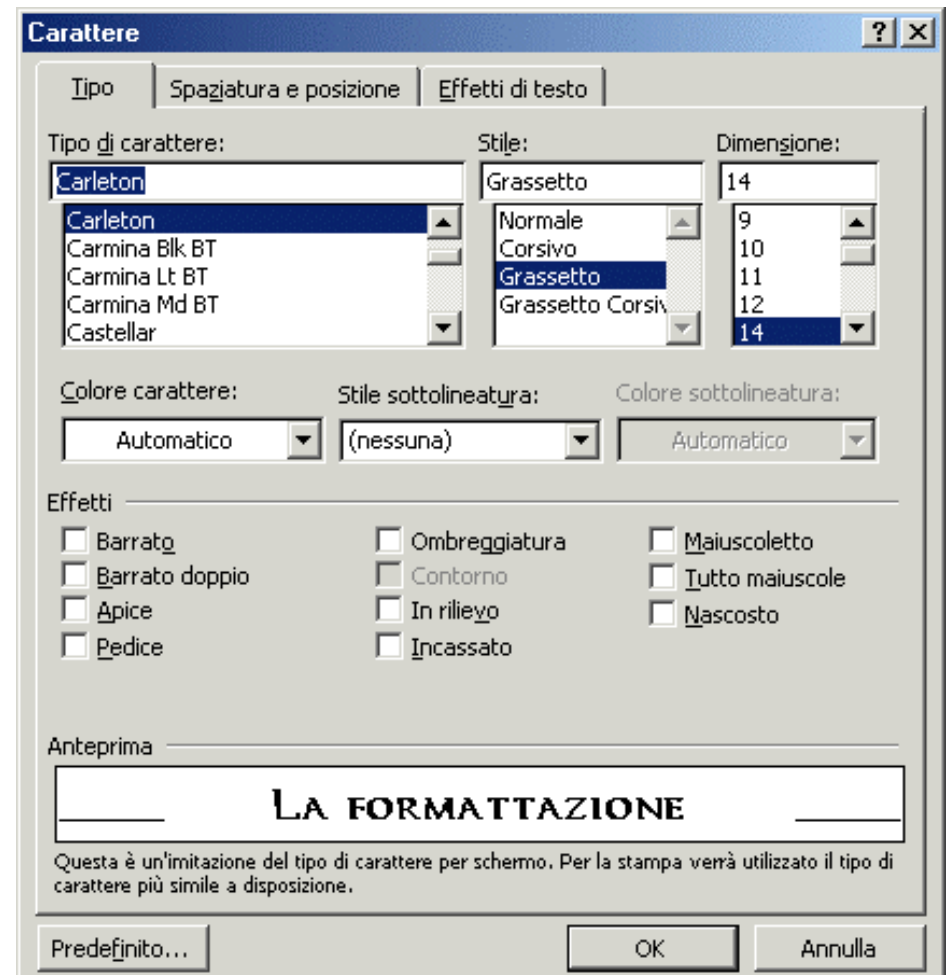 Carattere
Tipo Spaziatura e posizione Effetti di testo
Tipo di carattere: Stile: Dimensione:
Carleton Grassetto 14
Carleton Normale 9
Carmina Blk BT Corsivo 10
Carmina Lt BT Grassetto 11
Carmina Md BT Grassetto Corsiv 12
Castellar 14
Colore carattere: Stile sottolineatura: Colore sottolineatura:
Automatico (nessuna) Automatico
Effetti
Barrato Ombreggiatura Maiuscoletto
Barrato doppio Contorno Tutto maiuscole
Apice In rilievo Nascosto
Pedice Incassato
Anteprima
La formattazione
Questa è un'imitazione del tipo di carattere per schermo. Per la stampa verrà utilizzato il tipo di
carattere più simile a disposizione.
Predefinito... OK Annulla